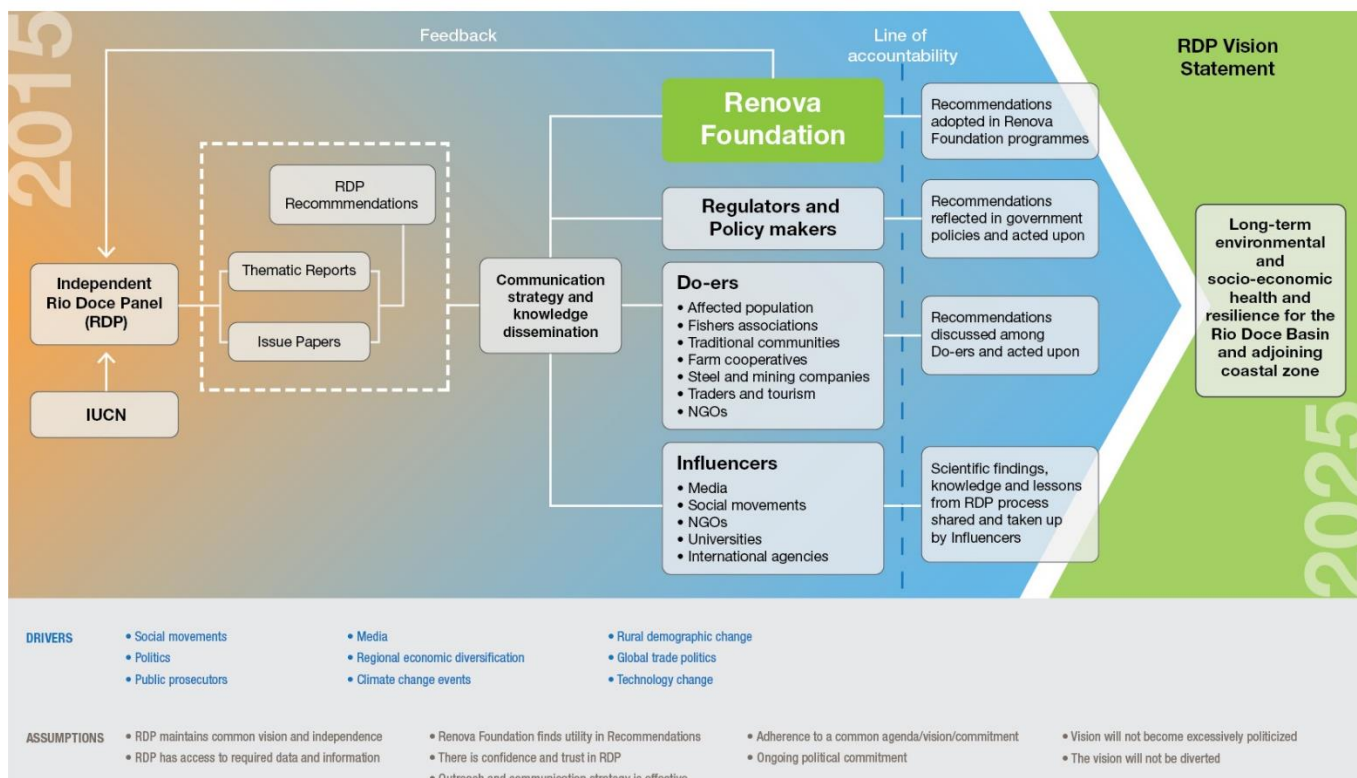 2015
Feedback
Line of
accountability
RDP Vision
Statement
Renova
Foundation
Recommendations
adopted in Renova
Foundation programmes
RDP
Recommmendations
Regulators and
Policy makers
Recommendations
reflected in government
policies and acted upon
Independent
Rio Doce Panel
(RDP)
Thematic Reports
Issue Papers
IUCN
Communication
strategy and
knowledge
dissemination
Do-ers
• Affected population
• Fishers associations
• Traditional communities
• Farm cooperatives
• Steel and mining companies
• Traders and tourism
• NGOs
Recommendations
discussed among
Do-ers and acted upon
Influencers
• Media
• Social movements
• NGOs
• Universities
• International agencies
Scientific findings,
knowledge and lessons
from RDP process
shared and taken up
by Influencers
Long-term
environmental
and
socio-economic
health and
resilience for the
Rio Doce Basin
and adjoining
coastal zone
2025
DRIVERS
• Social movements
• Politics
• Public prosecutors
• Media
• Regional economic diversification
• Climate change events
• Rural demographic change
• Global trade politics
• Technology change
ASSUMPTIONS
• RDP maintains common vision and independence
• RDP has access to required data and information
• Renova Foundation finds utility in Recommendations
• There is confidence and trust in RDP
• Outreach and communication strategy is effective
• Adherence to a common agenda/vision/commitment
• Ongoing political commitment
• Vision will not become excessively politicized
• The vision will not be diverted